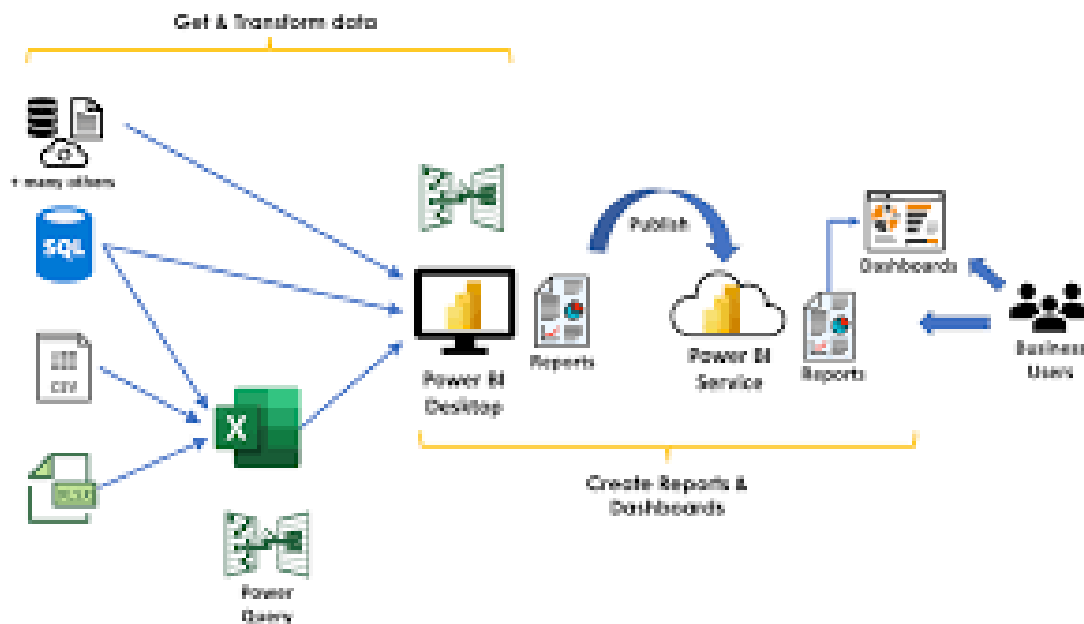 Get & Transform data
+ many others
SQL
CSV
X
Power
Query
Power BI
Desktop
Reports
Publish
Power BI
Service
Reports
Dashboards
Business
Users
Create Reports &
Dashboards